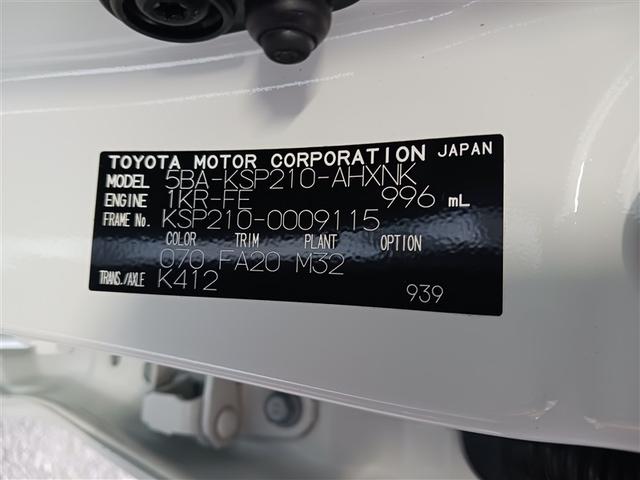 TOYOTA MOTOR CORPORATION JAPAN
MODEL 5BA-KSP210-AHXNK
ENGINE 1KR-FE 996 mL
FRAME No. KSP210-0009115
COLOR TRIM PLANT OPTION
070 FA20 M32
TRANS./AXLE K412
939